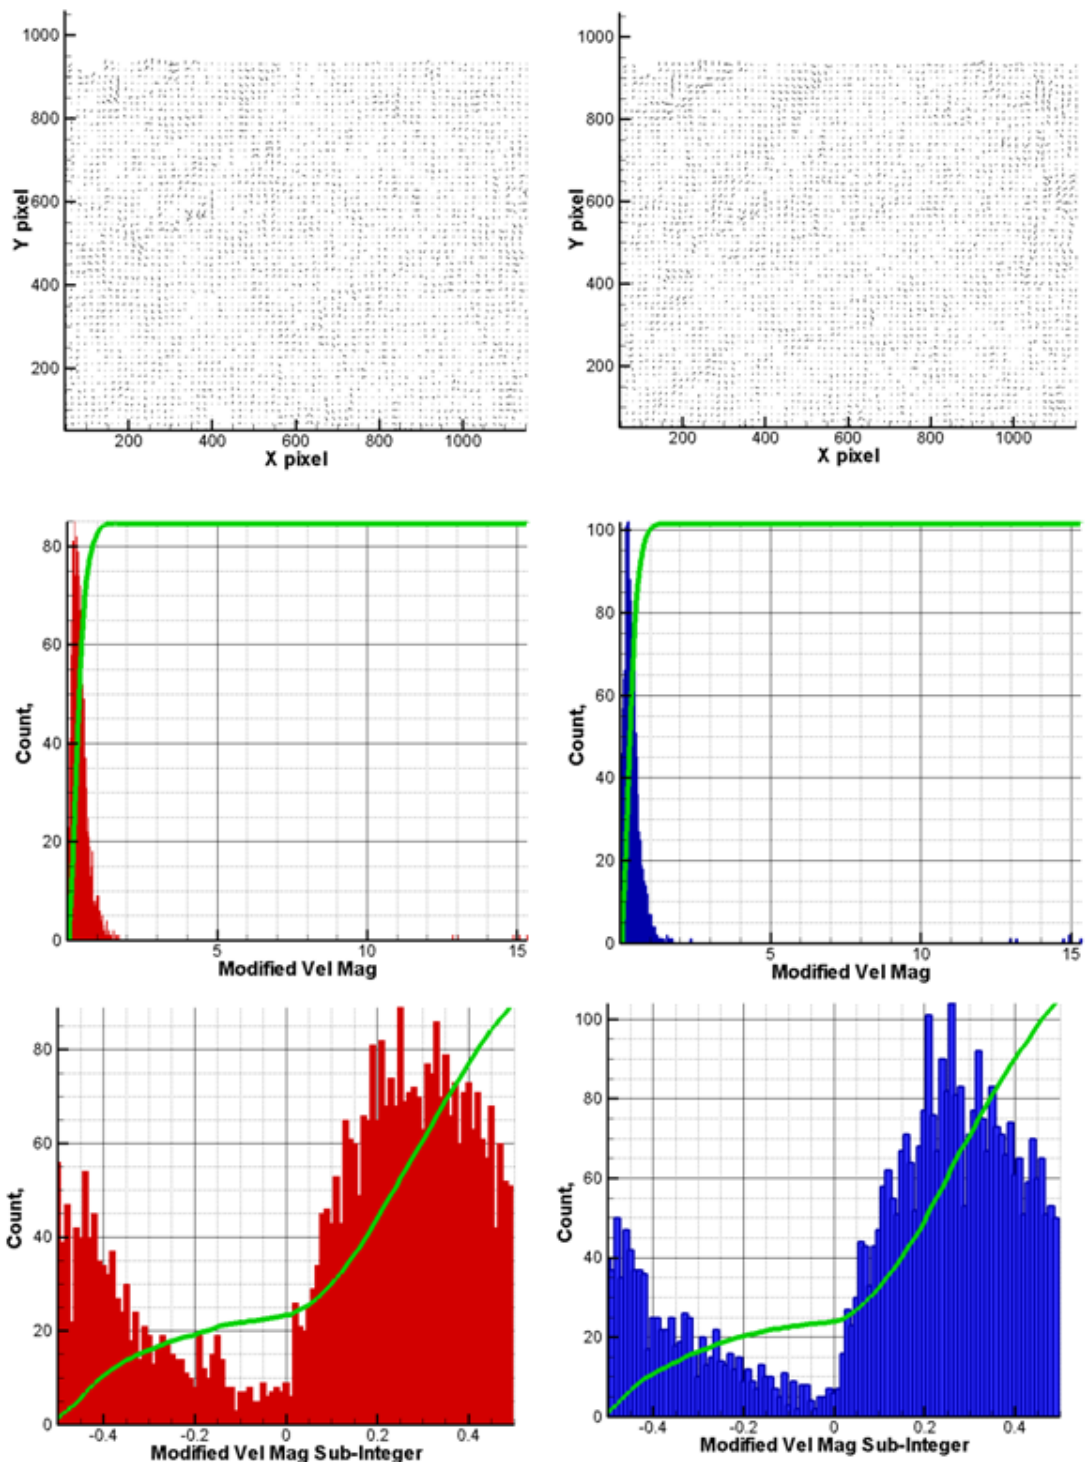 1000
800
600
400
200
Y pixel
200 400 600 800 1000
X pixel
1000
800
600
400
200
Y pixel
200 400 600 800 1000
X pixel
80
60
40
20
0
Count,
5 10 15
Modified Vel Mag
100
80
60
40
20
0
Count,
5 10 15
Modified Vel Mag
80
60
40
20
0
Count,
-0.4 -0.2 0 0.2 0.4
Modified Vel Mag Sub-Integer
100
80
60
40
20
0
Count,
-0.4 -0.2 0 0.2 0.4
Modified Vel Mag Sub-Integer